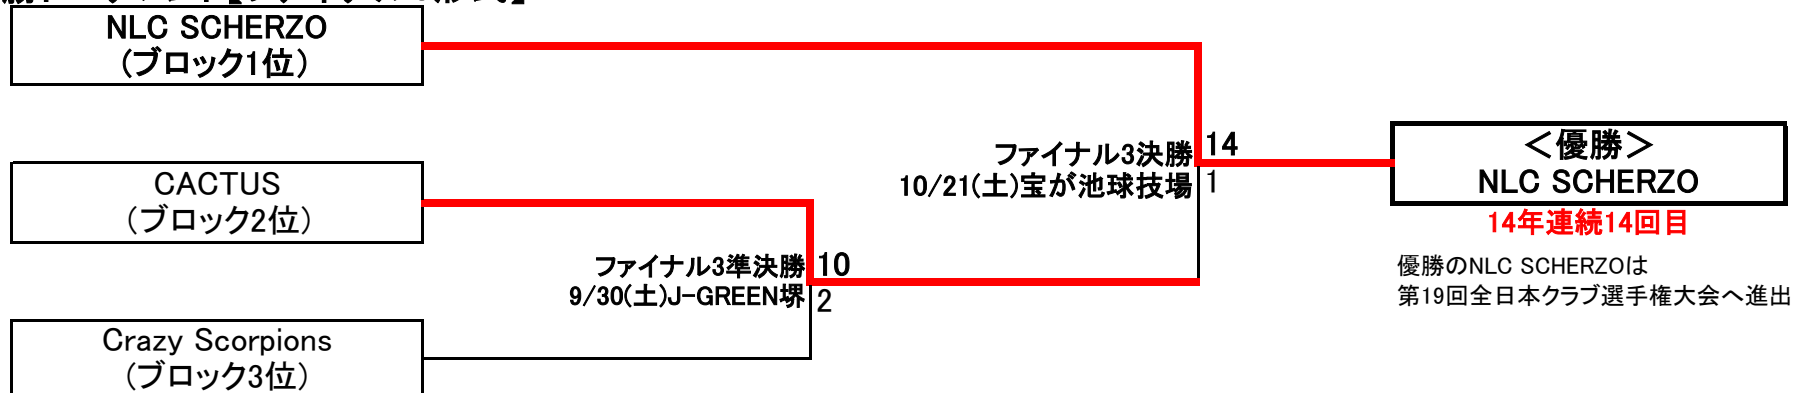 NLC SCHERZO
(ブロック1位)
CACTUS
(ブロック2位)
Crazy Scorpions
(ブロック3位)
ファイナル3準決勝
9/30(土)J-GREEN堺
10
2
ファイナル3決勝
10/21(土)宝が池球技場
14
1
＜優勝＞
NLC SCHERZO
14年連続14回目
優勝のNLC SCHERZOは
第19回全日本クラブ選手権大会へ進出